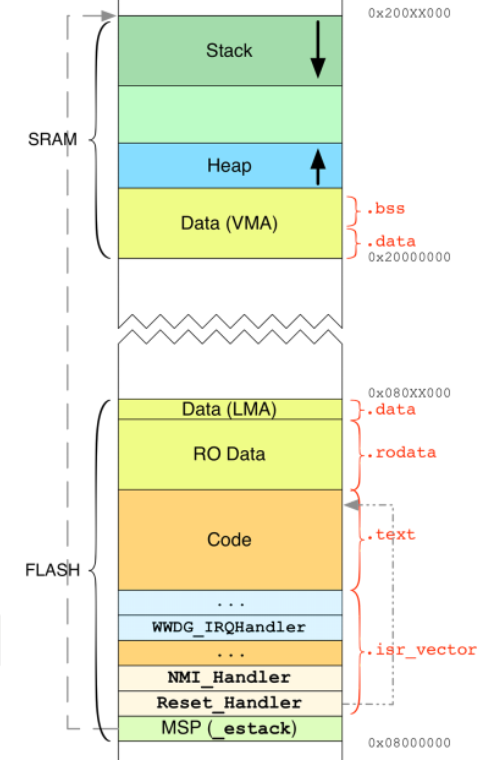 0x200XX000
Stack
SRAM
Heap
Data (VMA)
.bss
.data
0x20000000
0x080XX000
Data (LMA)
.data
RO Data
.rodata
Code
.text
FLASH
...
WWDG_IRQHandler
...
.isr_vector
NMI_Handler
Reset_Handler
MSP (_estack)
0x08000000